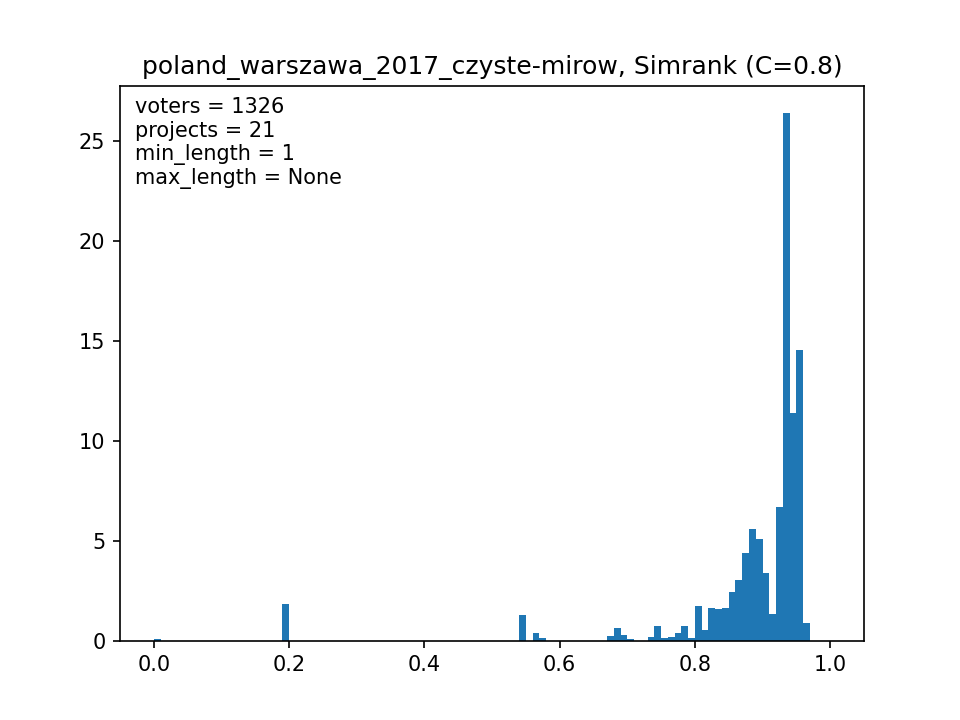 poland_warszawa_2017_czyste-mirow, Simrank (C=0.8)
voters = 1326
projects = 21
min_length = 1
max_length = None
25
20
15
10
5
0
0.0 0.2 0.4 0.6 0.8 1.0